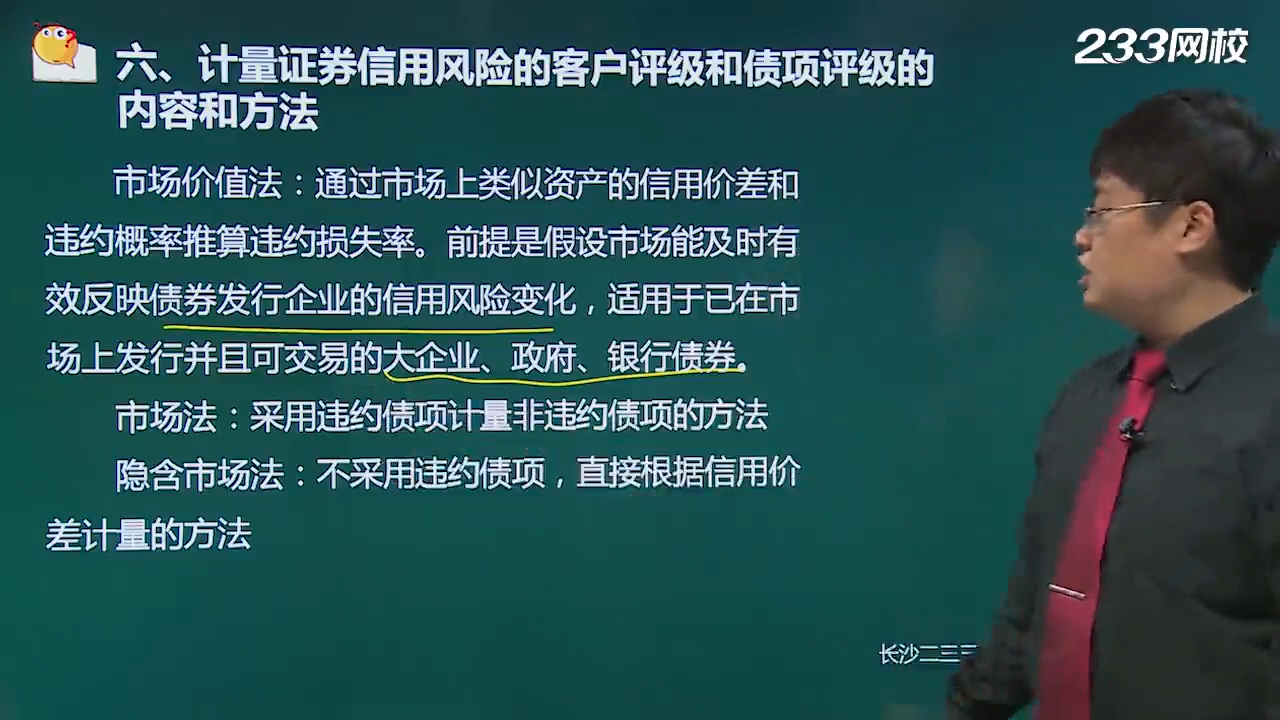 233网校
六、计量证券信用风险的客户评级和债项评级的
内容和方法
市场价值法：通过市场上类似资产的信用价差和
违约概率推算违约损失率。前提是假设市场能及时有
效反映债券发行企业的信用风险变化，适用于已在市
场上发行并且可交易的大企业、政府、银行债券。
市场法：采用违约债项计量非违约债项的方法
隐含市场法：不采用违约债项，直接根据信用价
差计量的方法
长沙二三三